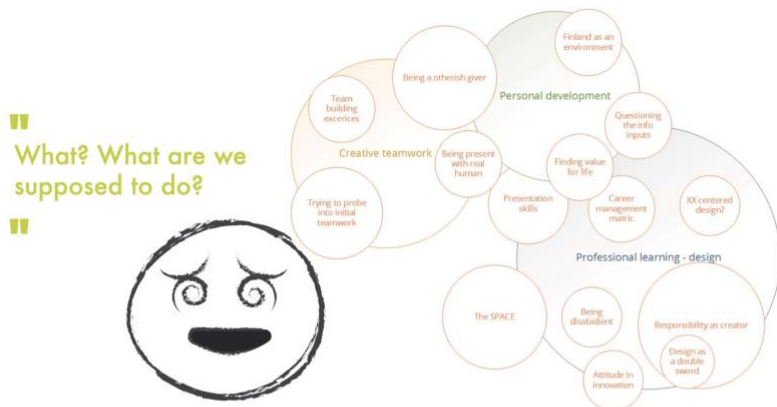 "
What? What are we
supposed to do?
"
Finland as an
environment
Being a otherish giver
Personal development
Team
building
excerices
Questioning
the info
inputs
Creative teamwork
Being present
with real
human
Finding value
for life
Trying to probe
into initial
teamwork
Presentation
skills
Career
management
matric
XX centered
design?
Professional learning - design
The SPACE
Being
disobidient
Responsibility as creator
Design as
a double
sword
Attitude in
innovation